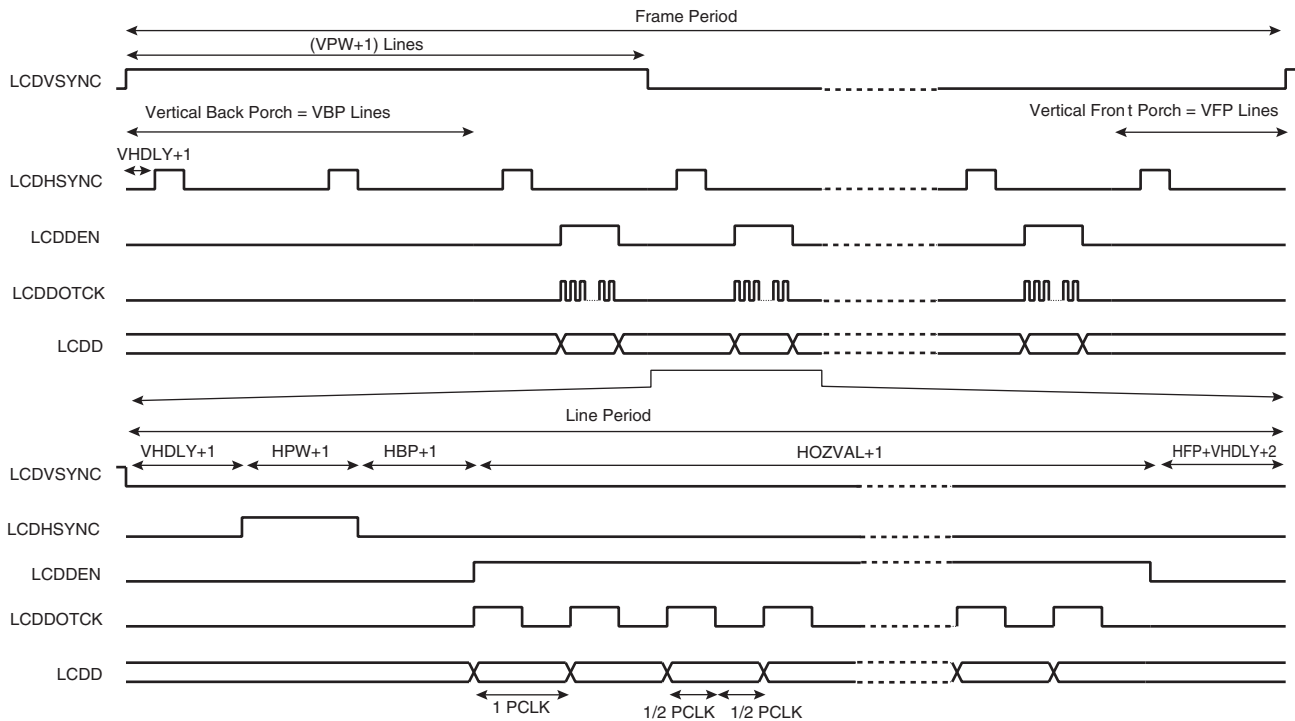 Frame Period
(VPW+1) Lines
LCDVSYNC
Vertical Back Porch = VBP Lines
Vertical Front Porch = VFP Lines
VHDLY+1
LCDHSYNC
LCDDEN
LCDDOTCK
LCDD
Line Period
VHDLY+1 HPW+1 HBP+1 HOZVAL+1 HFP+VHDLY+2
LCDVSYNC
LCDHSYNC
LCDDEN
LCDDOTCK
LCDD
1 PCLK 1/2 PCLK 1/2 PCLK